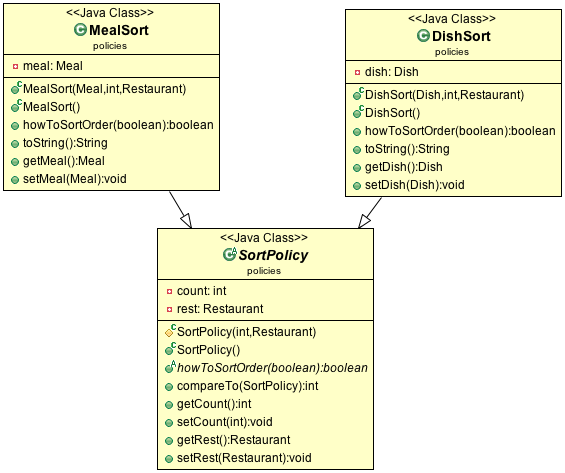 <<Java Class>>
MealSort
policies
meal: Meal
MealSort(Meal,int,Restaurant)
MealSort()
howToSortOrder(boolean):boolean
toString():String
getMeal():Meal
setMeal(Meal):void
<<Java Class>>
DishSort
policies
dish: Dish
DishSort(Dish,int,Restaurant)
DishSort()
howToSortOrder(boolean):boolean
toString():String
getDish():Dish
setDish(Dish):void
<<Java Class>>
SortPolicy
policies
count: int
rest: Restaurant
SortPolicy(int,Restaurant)
SortPolicy()
howToSortOrder(boolean):boolean
compareTo(SortPolicy):int
getCount():int
setCount(int):void
getRest():Restaurant
setRest(Restaurant):void